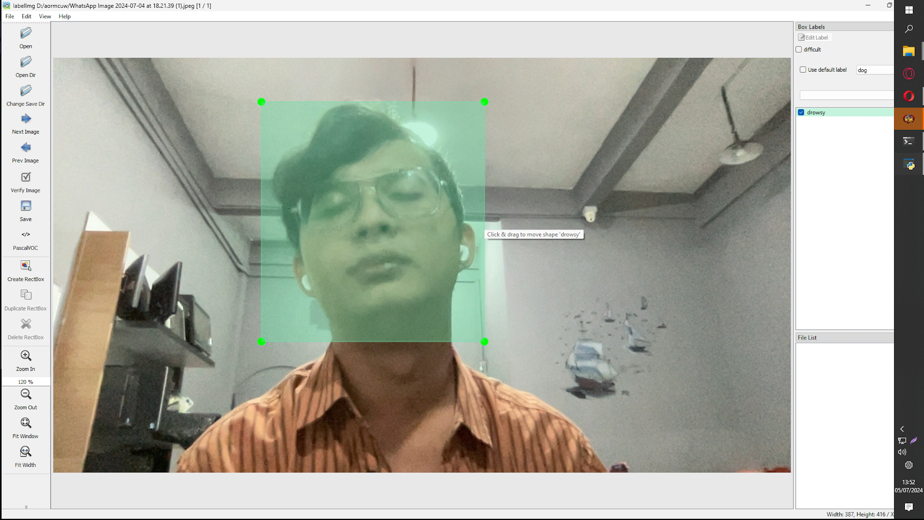 labelImg D:/aormcuw/WhatsApp Image 2024-07-04 at 18.21.39 (1).jpeg [1 / 1]
File Edit View Help
Open
Open Dir
Change Save Dir
Next Image
Prev Image
Verify Image
Save
</>
PascalVOC
Create RectBox
Duplicate RectBox
Delete RectBox
Zoom In
120 %
Zoom Out
Fit Window
Fit Width
Click & drag to move shape 'drowsy'
Box Labels
Edit Label
difficult
Use default label dog
drowsy
File List
Width: 387, Height: 416 / X
13:52
05/07/2024